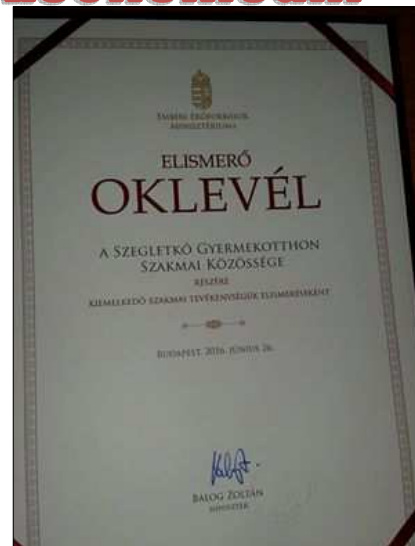 Emberi Erőforrások
Minisztériuma
ELISMERŐ
OKLEVÉL
A Szegletkő Gyermekotthon
Szakmai Közössége
részére
kiemelkedő szakmai tevékenységük elismeréseként
Budapest, 2016. június 26.
Balog Zoltán
miniszter